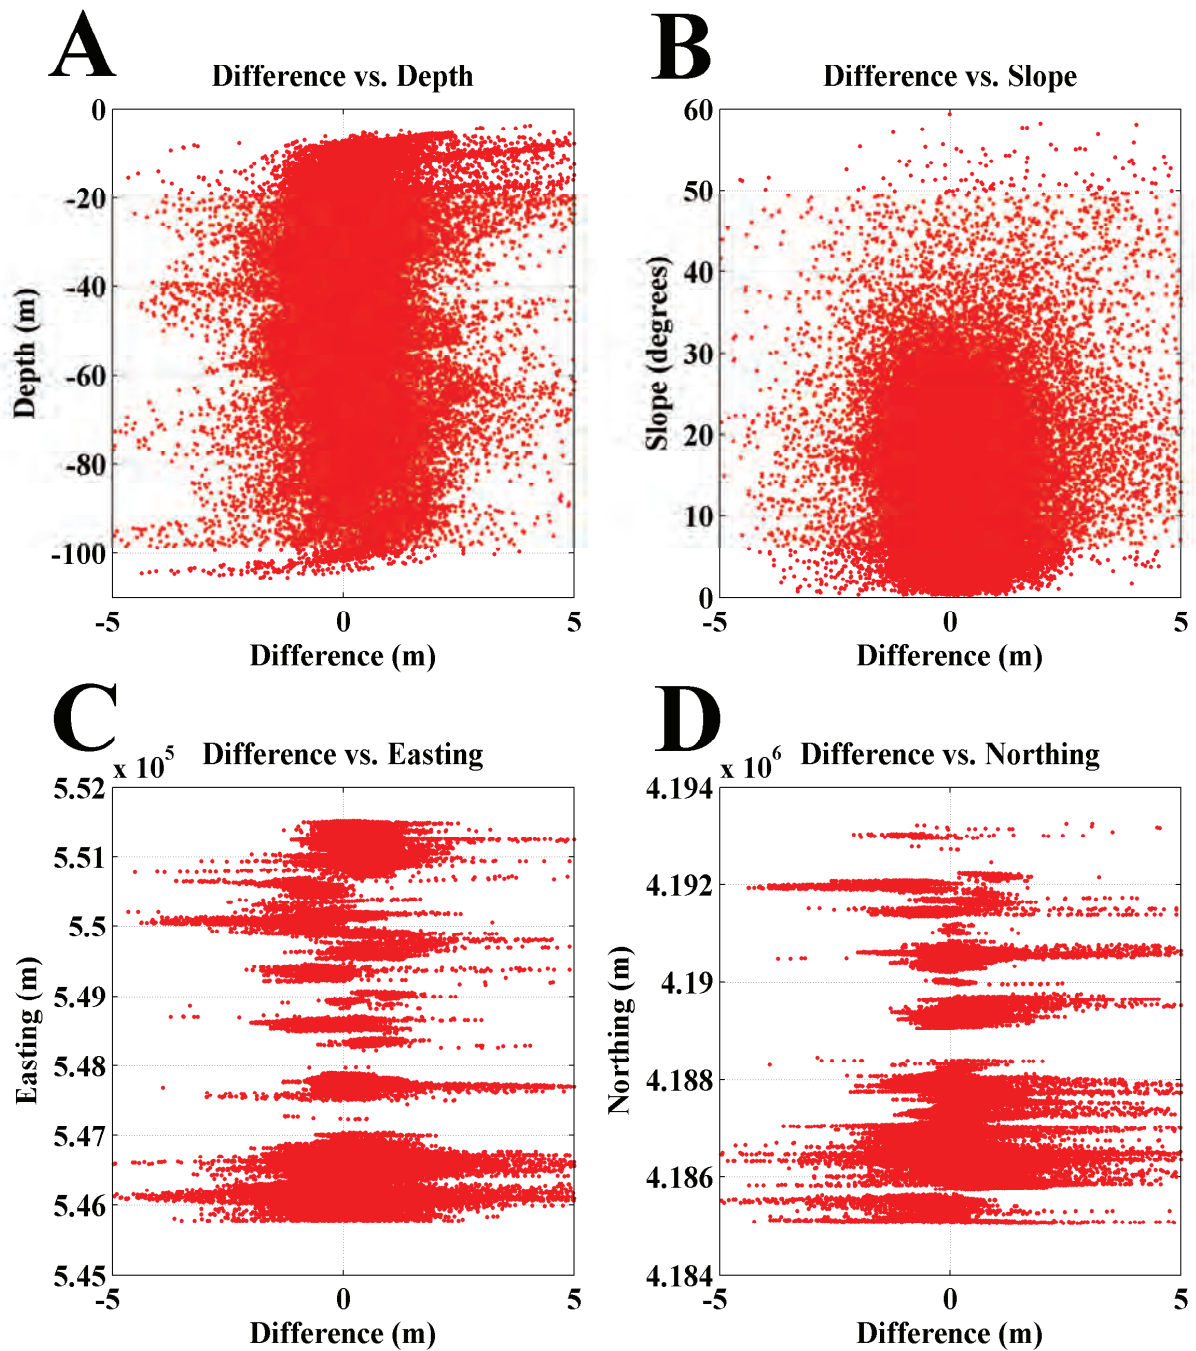 A
Difference vs. Depth
0
-20
-40
-60
-80
-100
Depth (m)
-5
0
5
Difference (m)
B
Difference vs. Slope
60
50
40
30
20
10
0
Slope (degrees)
-5
0
5
Difference (m)
C
Difference vs. Easting
x 10^5
5.52
5.51
5.5
5.49
5.48
5.47
5.46
5.45
Easting (m)
-5
0
5
Difference (m)
D
Difference vs. Northing
x 10^6
4.194
4.192
4.19
4.188
4.186
4.184
Northing (m)
-5
0
5
Difference (m)